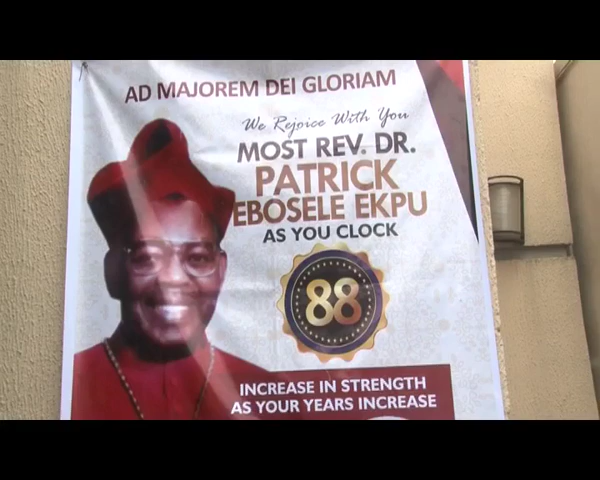 AD MAJOREM DEI GLORIAM
We Rejoice With You
MOST REV. DR.
PATRICK
EBOSELE EKPU
AS YOU CLOCK
88
INCREASE IN STRENGTH
AS YOUR YEARS INCREASE